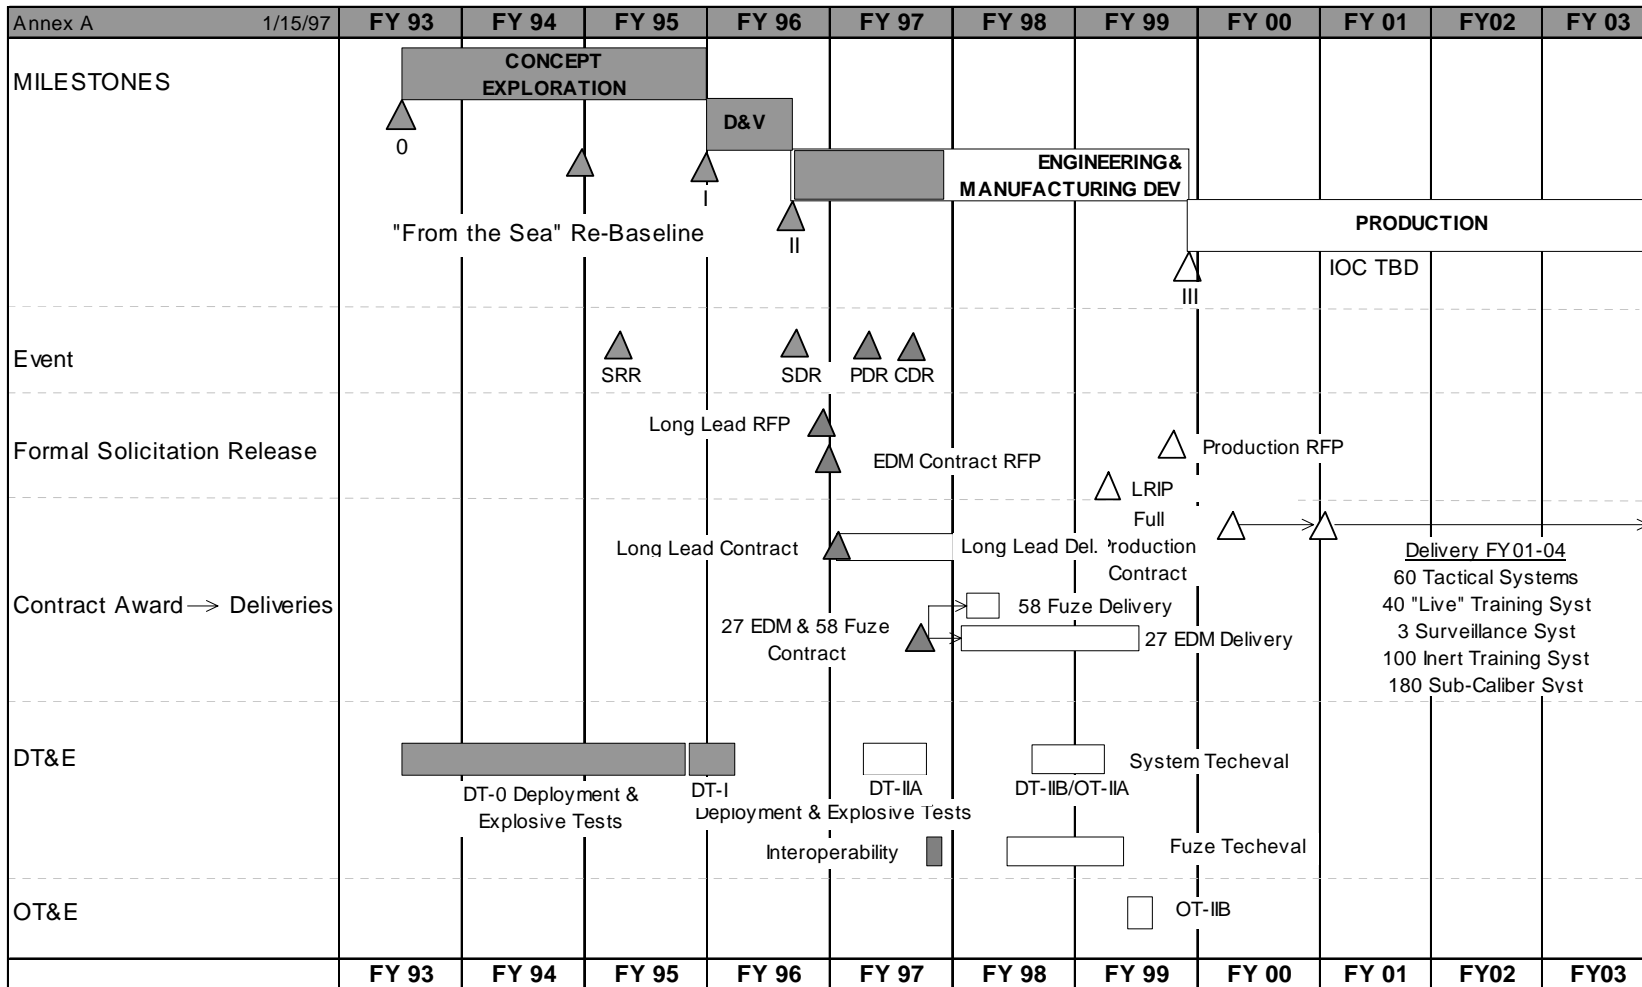 Annex A 1/15/97 FY 93 FY 94 FY 95 FY 96 FY 97 FY 98 FY 99 FY 00 FY 01 FY02 FY 03
MILESTONES
CONCEPT
EXPLORATION
D&V
0
I
ENGINEERING&
MANUFACTURING DEV
"From the Sea" Re-Baseline
II
PRODUCTION
III
IOC TBD
Event
SRR
SDR
PDR CDR
Formal Solicitation Release
Long Lead RFP
EDM Contract RFP
Production RFP
LRIP
Contract Award → Deliveries
Long Lead Contract
Long Lead Del.
Full
Production
Contract
Delivery FY01-04
60 Tactical Systems
40 "Live" Training Syst
3 Surveillance Syst
100 Inert Training Syst
180 Sub-Caliber Syst
27 EDM & 58 Fuze
Contract
58 Fuze Delivery
27 EDM Delivery
DT&E
DT-0 Deployment &
Explosive Tests
DT-I
DT-IIA
Deployment & Explosive Tests
DT-IIB/OT-IIA
System Techeval
Interoperability
Fuze Techeval
OT&E
OT-IIB
FY 93 FY 94 FY 95 FY 96 FY 97 FY 98 FY 99 FY 00 FY 01 FY02 FY03